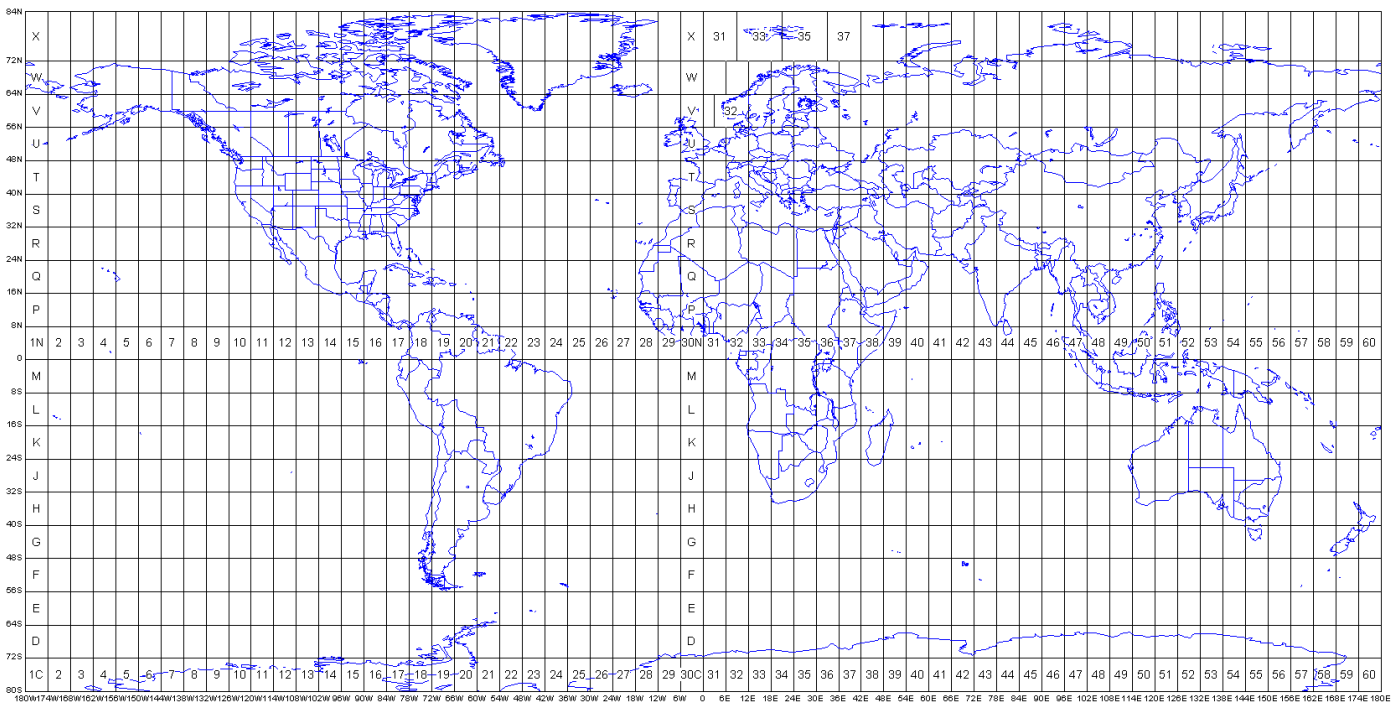 84N
X X 31 33 35 37
72N
W W
64N
V V 32
56N
U U
48N
T T
40N
S S
32N
R R
24N
Q Q
16N
P P
8N
1N 2 3 4 5 6 7 8 9 10 11 12 13 14 15 16 17 18 19 20 21 22 23 24 25 26 27 28 29 30N 31 32 33 34 35 36 37 38 39 40 41 42 43 44 45 46 47 48 49 50 51 52 53 54 55 56 57 58 59 60
0
M M
8S
L L
16S
K K
24S
J J
32S
H H
40S
G G
48S
F F
56S
E E
64S
D D
72S
1C 2 3 4 5 6 7 8 9 10 11 12 13 14 15 16 17 18 19 20 21 22 23 24 25 26 27 28 29 30C 31 32 33 34 35 36 37 38 39 40 41 42 43 44 45 46 47 48 49 50 51 52 53 54 55 56 57 58 59 60
80S
180W 174W 168W 162W 156W 150W 144W 138W 132W 126W 120W 114W 108W 102W 96W 90W 84W 78W 72W 66W 60W 54W 48W 42W 36W 30W 24W 18W 12W 6W 0 6E 12E 18E 24E 30E 36E 42E 48E 54E 60E 66E 72E 78E 84E 90E 96E 102E 108E 114E 120E 126E 132E 138E 144E 150E 156E 162E 168E 174E 180E